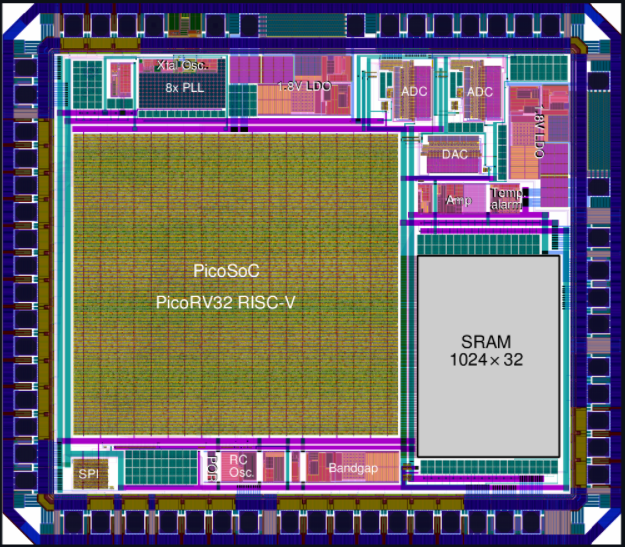 Xtal Osc.
8x PLL
1.8V LDO
ADC
ADC
1.8V LDO
DAC
Amp
Temp
alarm
PicoSoC
PicoRV32 RISC-V
SRAM
1024×32
SPI
POR
RC
Osc.
Bandgap